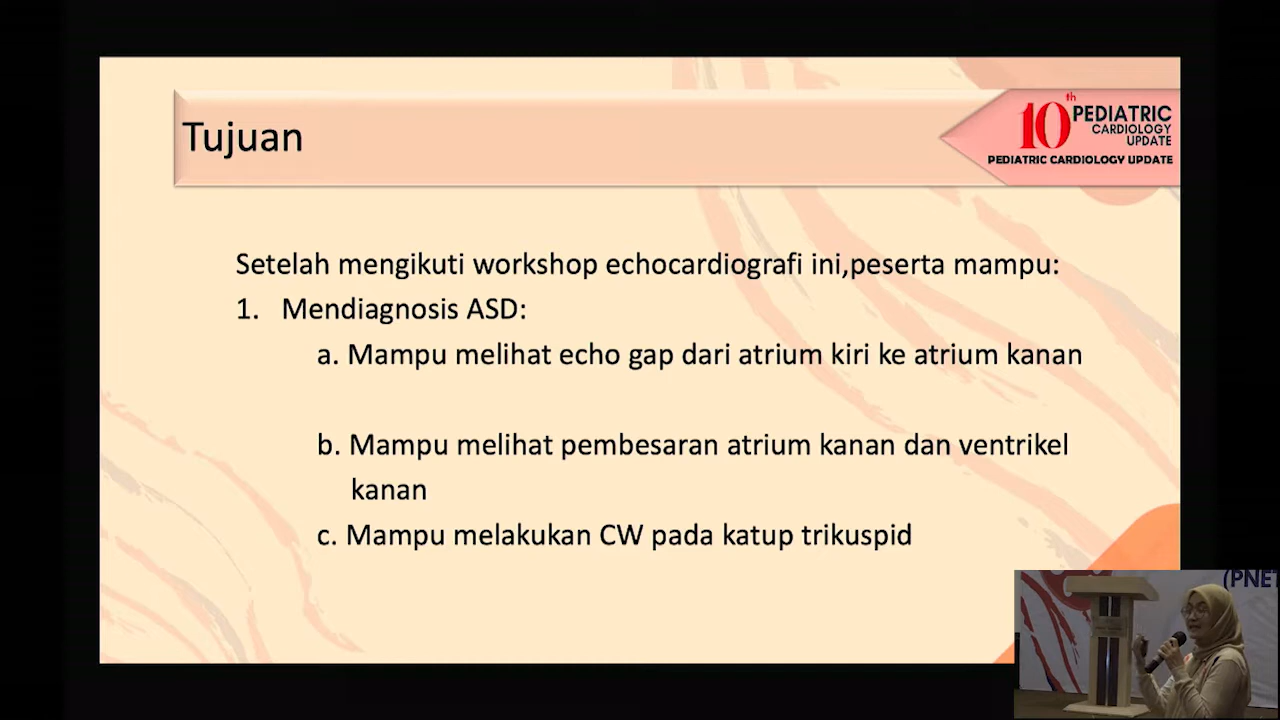 Tujuan
10th PEDIATRIC
CARDIOLOGY
UPDATE
PEDIATRIC CARDIOLOGY UPDATE
Setelah mengikuti workshop echocardiografi ini,peserta mampu:
1. Mendiagnosis ASD:
a. Mampu melihat echo gap dari atrium kiri ke atrium kanan
b. Mampu melihat pembesaran atrium kanan dan ventrikel
kanan
c. Mampu melakukan CW pada katup trikuspid
(PNET